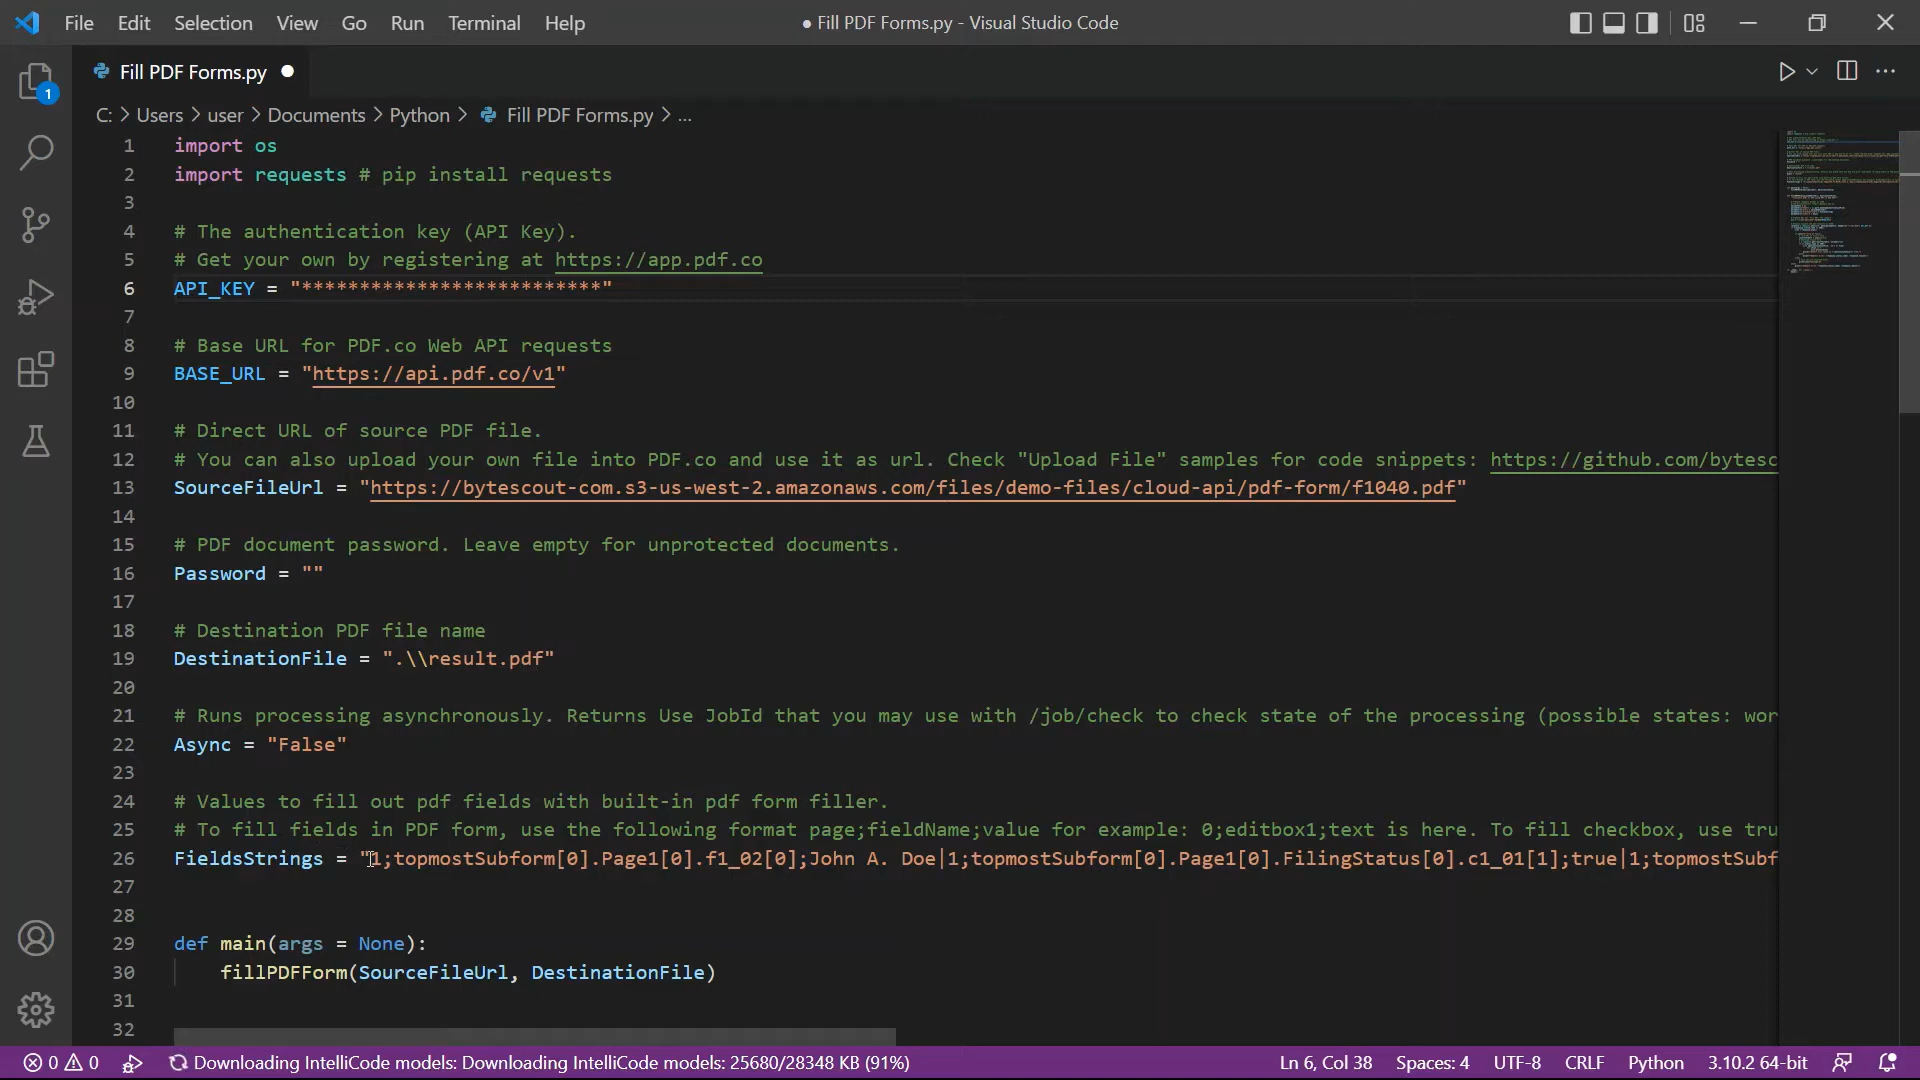 File Edit Selection View Go Run Terminal Help ● Fill PDF Forms.py - Visual Studio Code
Fill PDF Forms.py
1
C: > Users > user > Documents > Python > Fill PDF Forms.py > ...
1 import os
2 import requests # pip install requests
3
4 # The authentication key (API Key).
5 # Get your own by registering at https://app.pdf.co
6 API_KEY = "**************************"
7
8 # Base URL for PDF.co Web API requests
9 BASE_URL = "https://api.pdf.co/v1"
10
11 # Direct URL of source PDF file.
12 # You can also upload your own file into PDF.co and use it as url. Check "Upload File" samples for code snippets: https://github.com/bytesc
13 SourceFileUrl = "https://bytescout-com.s3-us-west-2.amazonaws.com/files/demo-files/cloud-api/pdf-form/f1040.pdf"
14
15 # PDF document password. Leave empty for unprotected documents.
16 Password = ""
17
18 # Destination PDF file name
19 DestinationFile = ".\\result.pdf"
20
21 # Runs processing asynchronously. Returns Use JobId that you may use with /job/check to check state of the processing (possible states: wor
22 Async = "False"
23
24 # Values to fill out pdf fields with built-in pdf form filler.
25 # To fill fields in PDF form, use the following format page;fieldName;value for example: 0;editbox1;text is here. To fill checkbox, use tru
26 FieldsStrings = "1;topmostSubform[0].Page1[0].f1_02[0];John A. Doe|1;topmostSubform[0].Page1[0].FilingStatus[0].c1_01[1];true|1;topmostSubf
27
28
29 def main(args = None):
30 fillPDFForm(SourceFileUrl, DestinationFile)
31
32
0 0 Downloading IntelliCode models: Downloading IntelliCode models: 25680/28348 KB (91%) Ln 6, Col 38 Spaces: 4 UTF-8 CRLF Python 3.10.2 64-bit